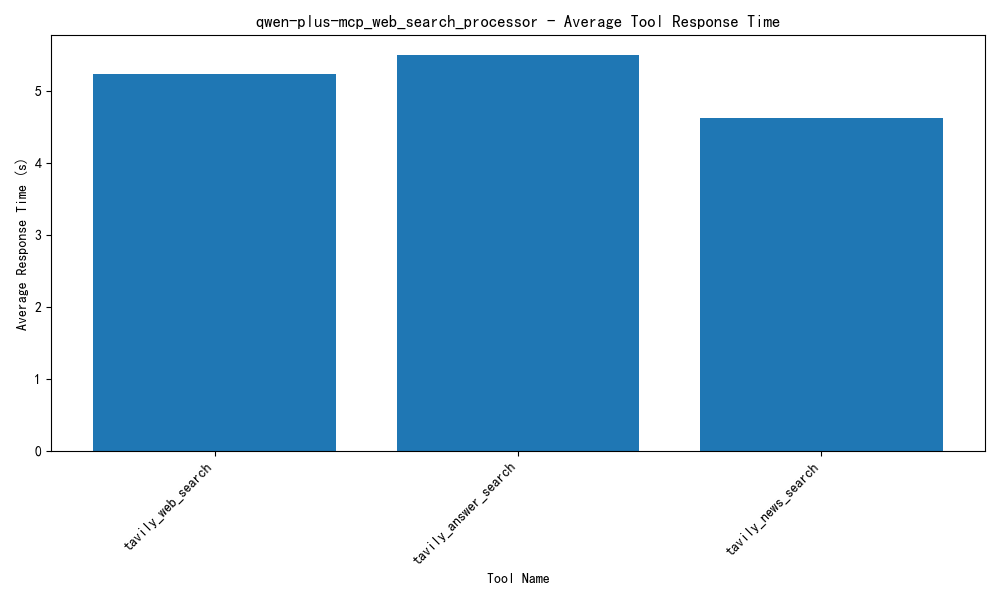 qwen-plus-mcp_web_search_processor - Average Tool Response Time
Average Response Time (s)
5
4
3
2
1
0
tavily_web_search
tavily_answer_search
tavily_news_search
Tool Name